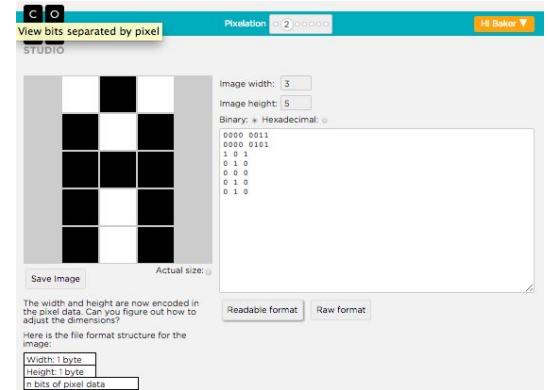 C O
View bits separated by pixel
STUDIO
Pixelation 2
Hi Baker ▼
Image width: 3
Image height: 5
Binary: Hexadecimal:
0000 0011
0000 0101
1 0 1
0 1 0
0 0 0
0 1 0
0 1 0
Actual size:
Save Image
Readable format Raw format
The width and height are now encoded in
the pixel data. Can you figure out how to
adjust the dimensions?
Here is the file format structure for the
image:
Width: 1 byte
Height: 1 byte
n bits of pixel data